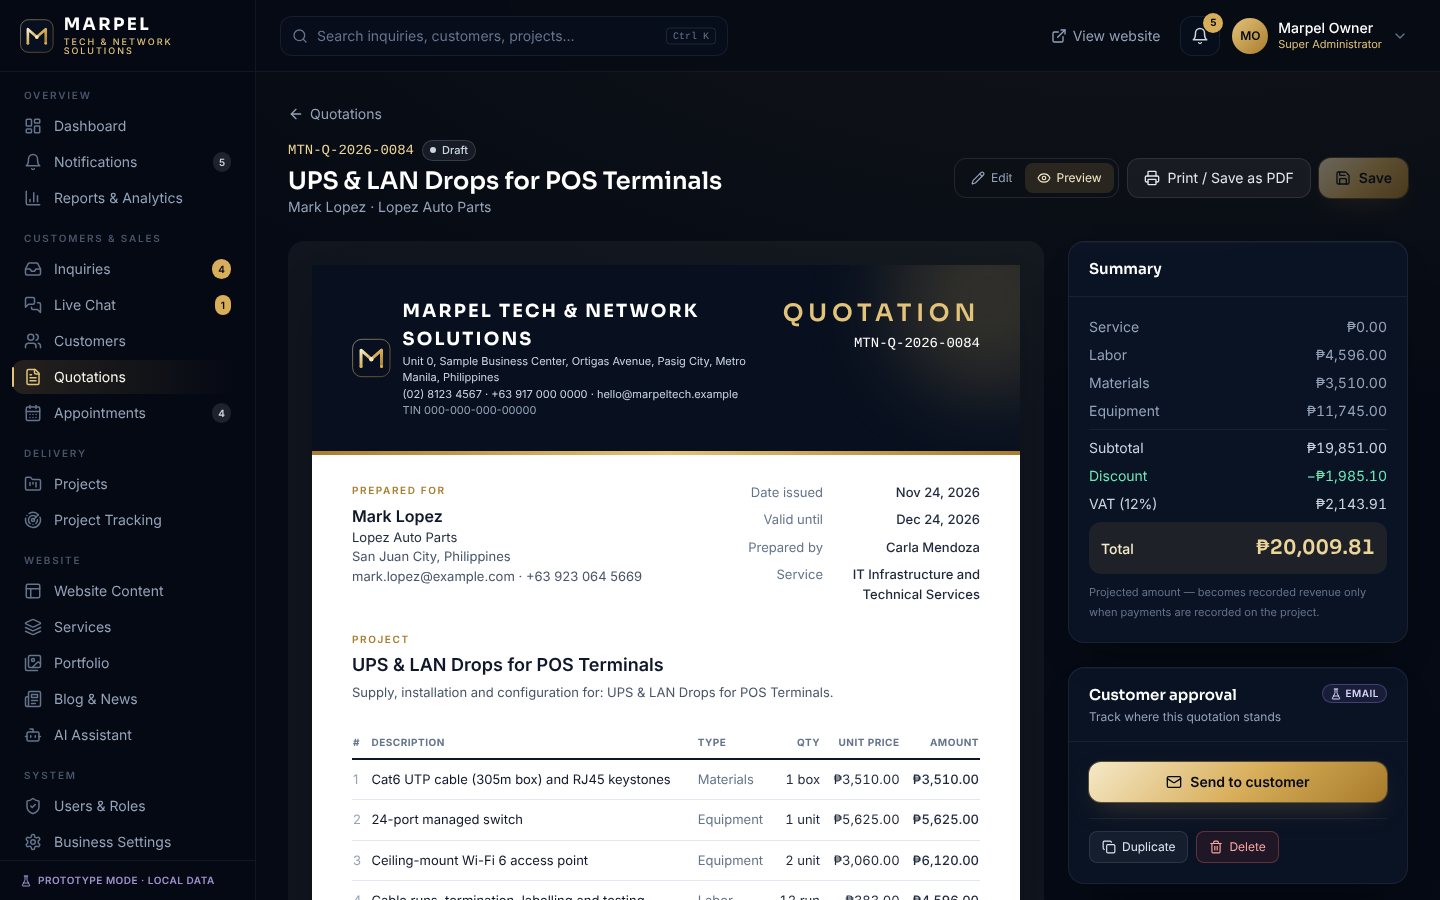 MARPEL
TECH & NETWORK
SOLUTIONS
Search inquiries, customers, projects...
Ctrl K
View website
5
MO
Marpel Owner
Super Administrator
OVERVIEW
Dashboard
Notifications
5
Reports & Analytics
CUSTOMERS & SALES
Inquiries
4
Live Chat
1
Customers
Quotations
Appointments
4
DELIVERY
Projects
Project Tracking
WEBSITE
Website Content
Services
Portfolio
Blog & News
AI Assistant
SYSTEM
Users & Roles
Business Settings
PROTOTYPE MODE · LOCAL DATA
Quotations
MTN-Q-2026-0084
Draft
UPS & LAN Drops for POS Terminals
Mark Lopez · Lopez Auto Parts
Edit
Preview
Print / Save as PDF
Save
MARPEL TECH & NETWORK
SOLUTIONS
Unit 0, Sample Business Center, Ortigas Avenue, Pasig City, Metro
Manila, Philippines
(02) 8123 4567 · +63 917 000 0000 · hello@marpeltech.example
TIN 000-000-000-00000
QUOTATION
MTN-Q-2026-0084
PREPARED FOR
Mark Lopez
Lopez Auto Parts
San Juan City, Philippines
mark.lopez@example.com · +63 923 064 5669
Date issued Nov 24, 2026
Valid until Dec 24, 2026
Prepared by Carla Mendoza
Service IT Infrastructure and
Technical Services
PROJECT
UPS & LAN Drops for POS Terminals
Supply, installation and configuration for: UPS & LAN Drops for POS Terminals.
# DESCRIPTION TYPE QTY UNIT PRICE AMOUNT
1 Cat6 UTP cable (305m box) and RJ45 keystones Materials 1 box ₱3,510.00 ₱3,510.00
2 24-port managed switch Equipment 1 unit ₱5,625.00 ₱5,625.00
3 Ceiling-mount Wi-Fi 6 access point Equipment 2 unit ₱3,060.00 ₱6,120.00
4 Cable runs, termination, labelling and testing Labor 12 run ₱383.00 ₱4,596.00
Summary
Service ₱0.00
Labor ₱4,596.00
Materials ₱3,510.00
Equipment ₱11,745.00
Subtotal ₱19,851.00
Discount −₱1,985.10
VAT (12%) ₱2,143.91
Total ₱20,009.81
Projected amount — becomes recorded revenue only
when payments are recorded on the project.
Customer approval
EMAIL
Track where this quotation stands
Send to customer
Duplicate
Delete